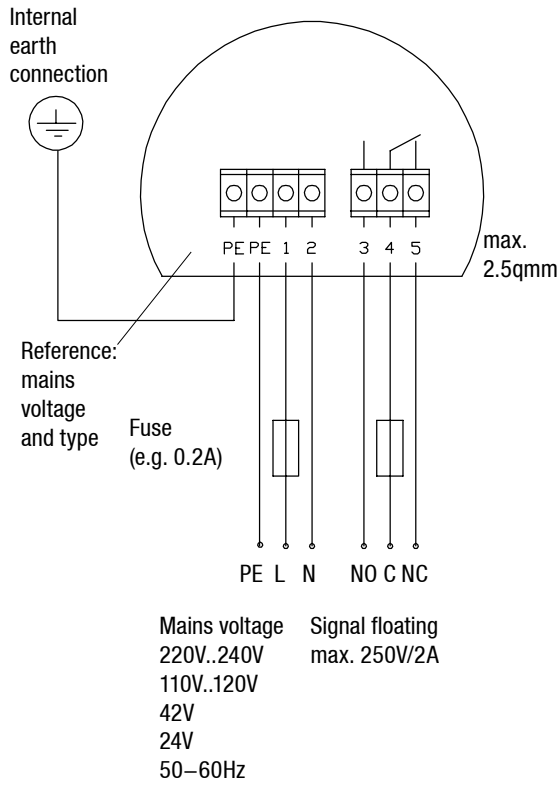 Internal
earth
connection
PE PE 1 2 3 4 5
max.
2.5qmm
Reference:
mains
voltage
and type
Fuse
(e.g. 0.2A)
PE L N NO C NC
Mains voltage
220V..240V
110V..120V
42V
24V
50–60Hz
Signal floating
max. 250V/2A